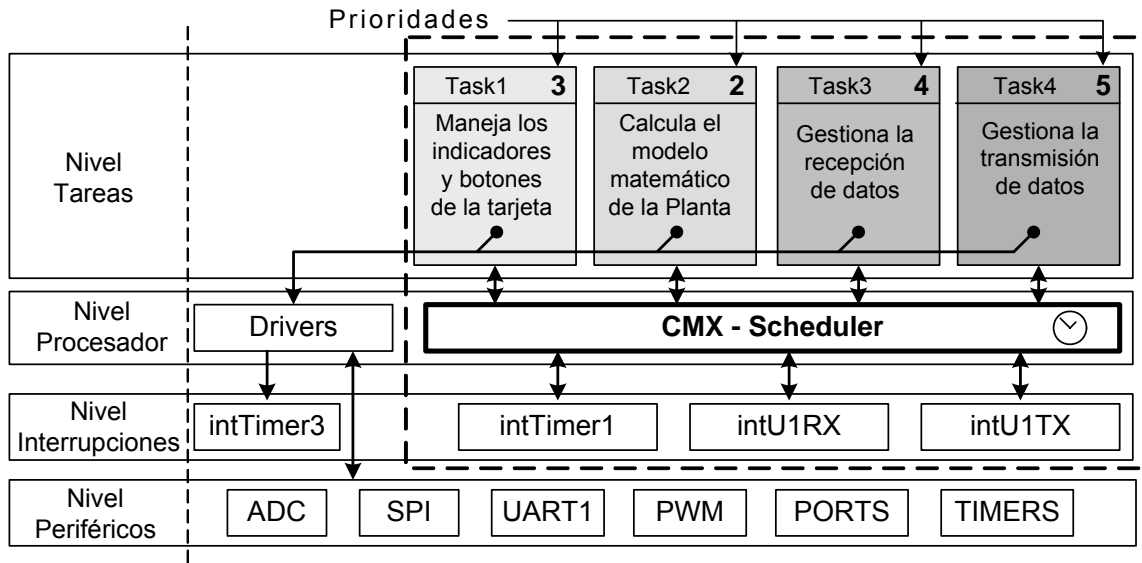 Prioridades
Nivel
Tareas
Task1 3
Maneja los
indicadores
y botones
de la tarjeta
Task2 2
Calcula el
modelo
matemático
de la Planta
Task3 4
Gestiona la
recepción
de datos
Task4 5
Gestiona la
transmisión
de datos
Nivel
Procesador
Drivers
CMX - Scheduler
Nivel
Interrupciones
intTimer3
intTimer1
intU1RX
intU1TX
Nivel
Periféricos
ADC
SPI
UART1
PWM
PORTS
TIMERS